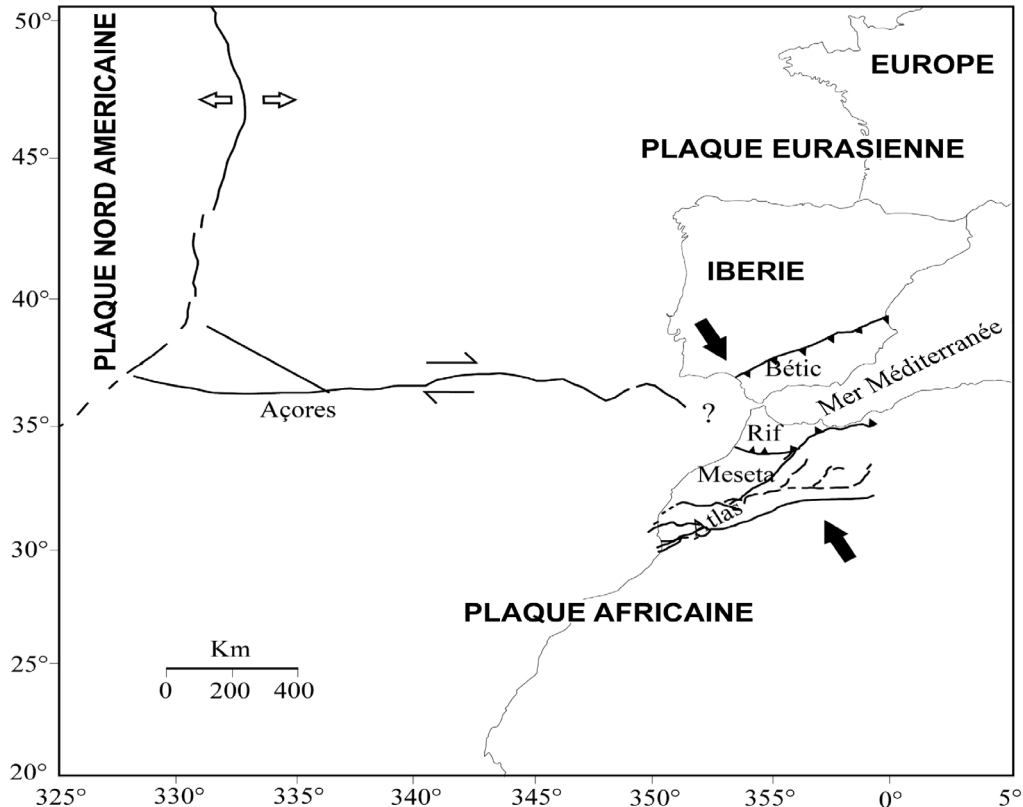 50°
45°
40°
35°
30°
25°
20°
PLAQUE NORD AMERICAINE
EUROPE
PLAQUE EURASIENNE
IBERIE
Bétic
Mer Méditerranée
Açores
?
Rif
Meseta
Atlas
PLAQUE AFRICAINE
Km
0 200 400
325° 330° 335° 340° 345° 350° 355° 0° 5°